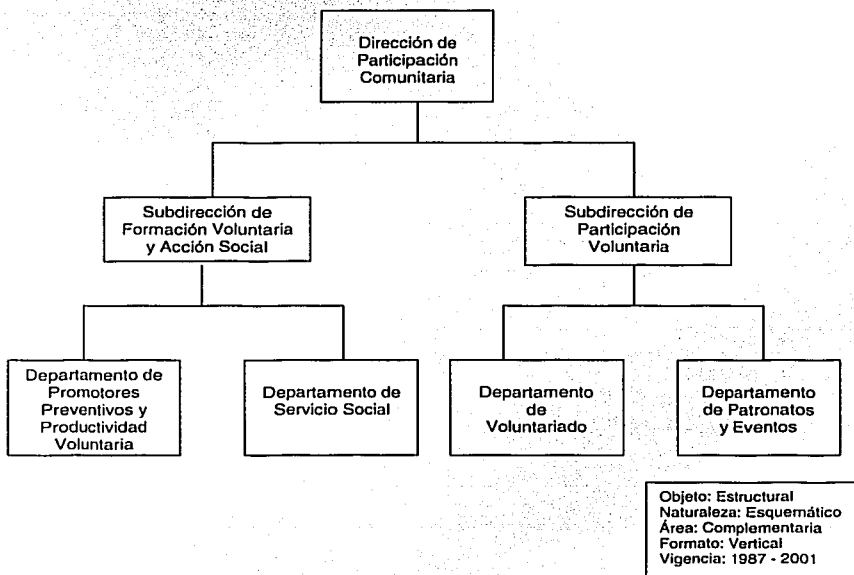 Dirección de
Participación
Comunitaria
Subdirección de
Formación Voluntaria
y Acción Social
Subdirección de
Participación
Voluntaria
Departamento de
Promotores
Preventivos y
Productividad
Voluntaria
Departamento de
Servicio Social
Departamento
de
Voluntariado
Departamento
de Patronatos
y Eventos
Objeto: Estructural
Naturaleza: Esquemático
Área: Complementaria
Formato: Vertical
Vigencia: 1987 - 2001